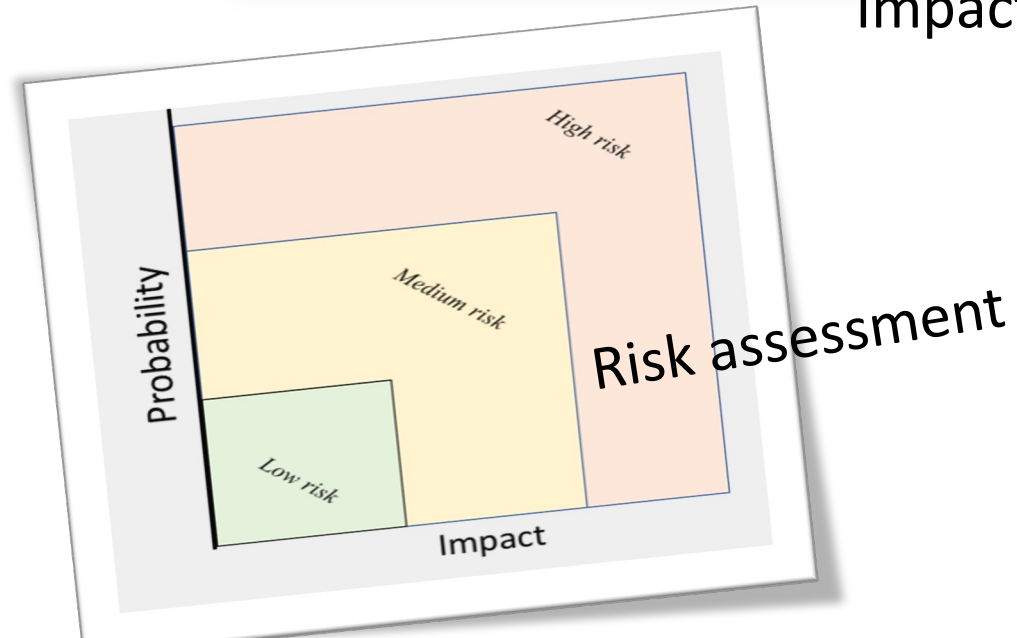 Impact
High risk
Medium risk
Probability
Risk assessment
Low risk
Impact